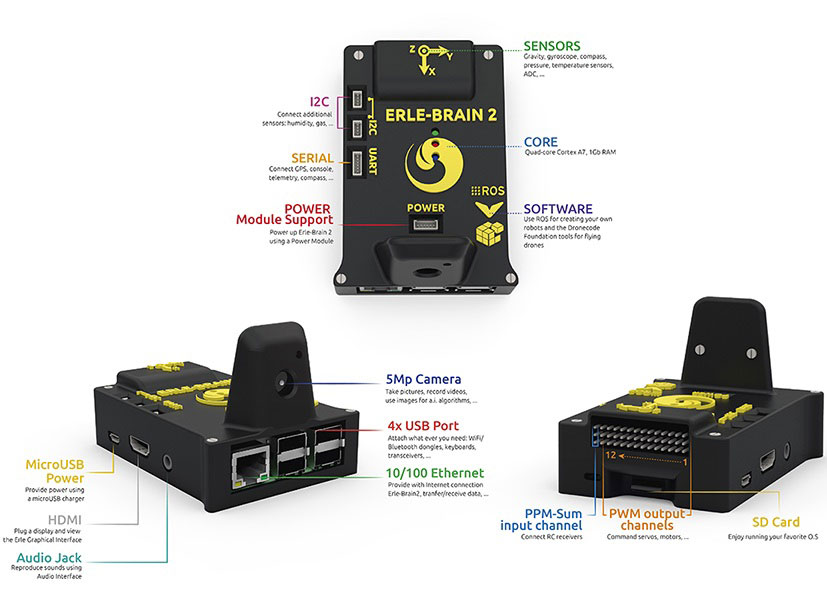 SENSORS
Gravity, gyroscope, compass,
pressure, temperature sensors,
ADC, ...
Z
Y
X
I2C
Connect additional
sensors: humidity, gas, ...
I2C
ERLE-BRAIN 2
CORE
Quad-core Cortex A7, 1Gb RAM
SERIAL
Connect GPS, console,
telemetry, compass, ...
UART
ROS
POWER
Module Support
Power up Erle-Brain 2
using a Power Module
POWER
SOFTWARE
Use ROS for creating your own
robots and the Dronecode
Foundation tools for flying
drones
5Mp Camera
Take pictures, record videos,
use images for a.i. algorithms, ...
4x USB Port
Attach what ever you need: WiFi/
Bluetooth dongles, keyboards,
transceivers, ...
10/100 Ethernet
Provide with Internet connection
Erle-Brain2, tranfer/receive data, ...
MicroUSB
Power
Provide power using
a microUSB charger
HDMI
Plug a display and view
the Erle Graphical Interface
Audio Jack
Reproduce sounds using
Audio Interface
12
1
PPM-Sum
input channel
Connect RC receivers
PWM output
channels
Command servos, motors, ...
SD Card
Enjoy running your favorite O.S